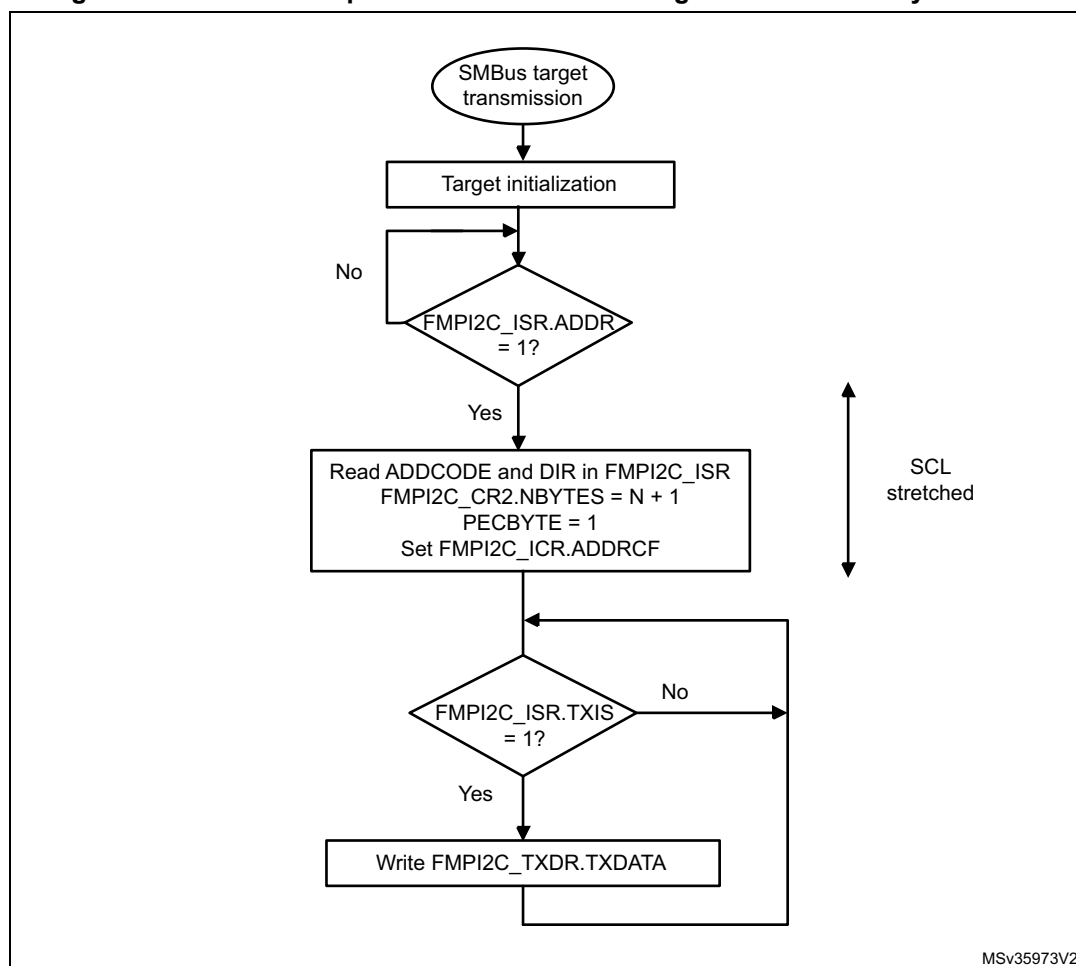 SMBus target
transmission
Target initialization
No
FMPI2C_ISR.ADDR
= 1?
Yes
Read ADDCODE and DIR in FMPI2C_ISR
FMPI2C_CR2.NBYTES = N + 1
PECBYTE = 1
Set FMPI2C_ICR.ADDRCF
SCL
stretched
No
FMPI2C_ISR.TXIS
= 1?
Yes
Write FMPI2C_TXDR.TXDATA
MSv35973V2